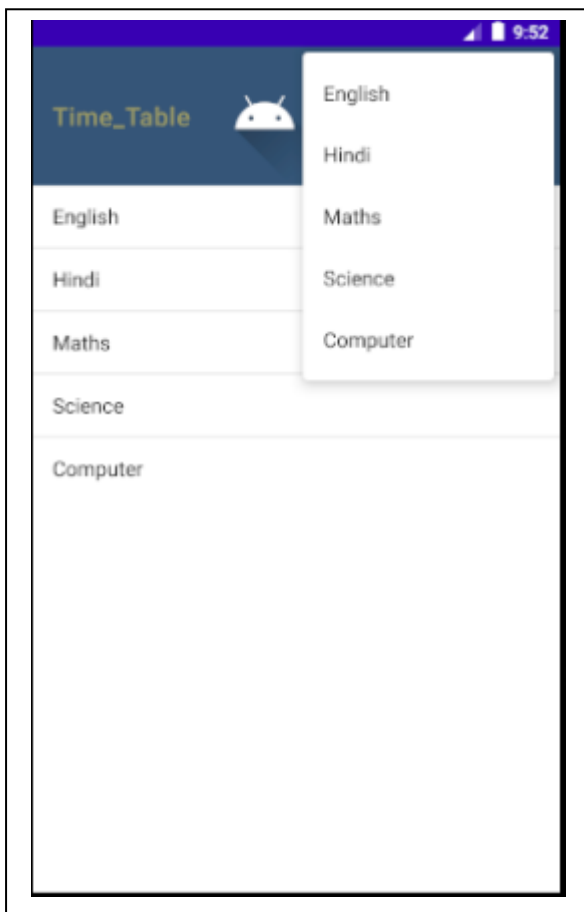 9:52
Time_Table
English
Hindi
Maths
Science
Computer
English
Hindi
Maths
Science
Computer